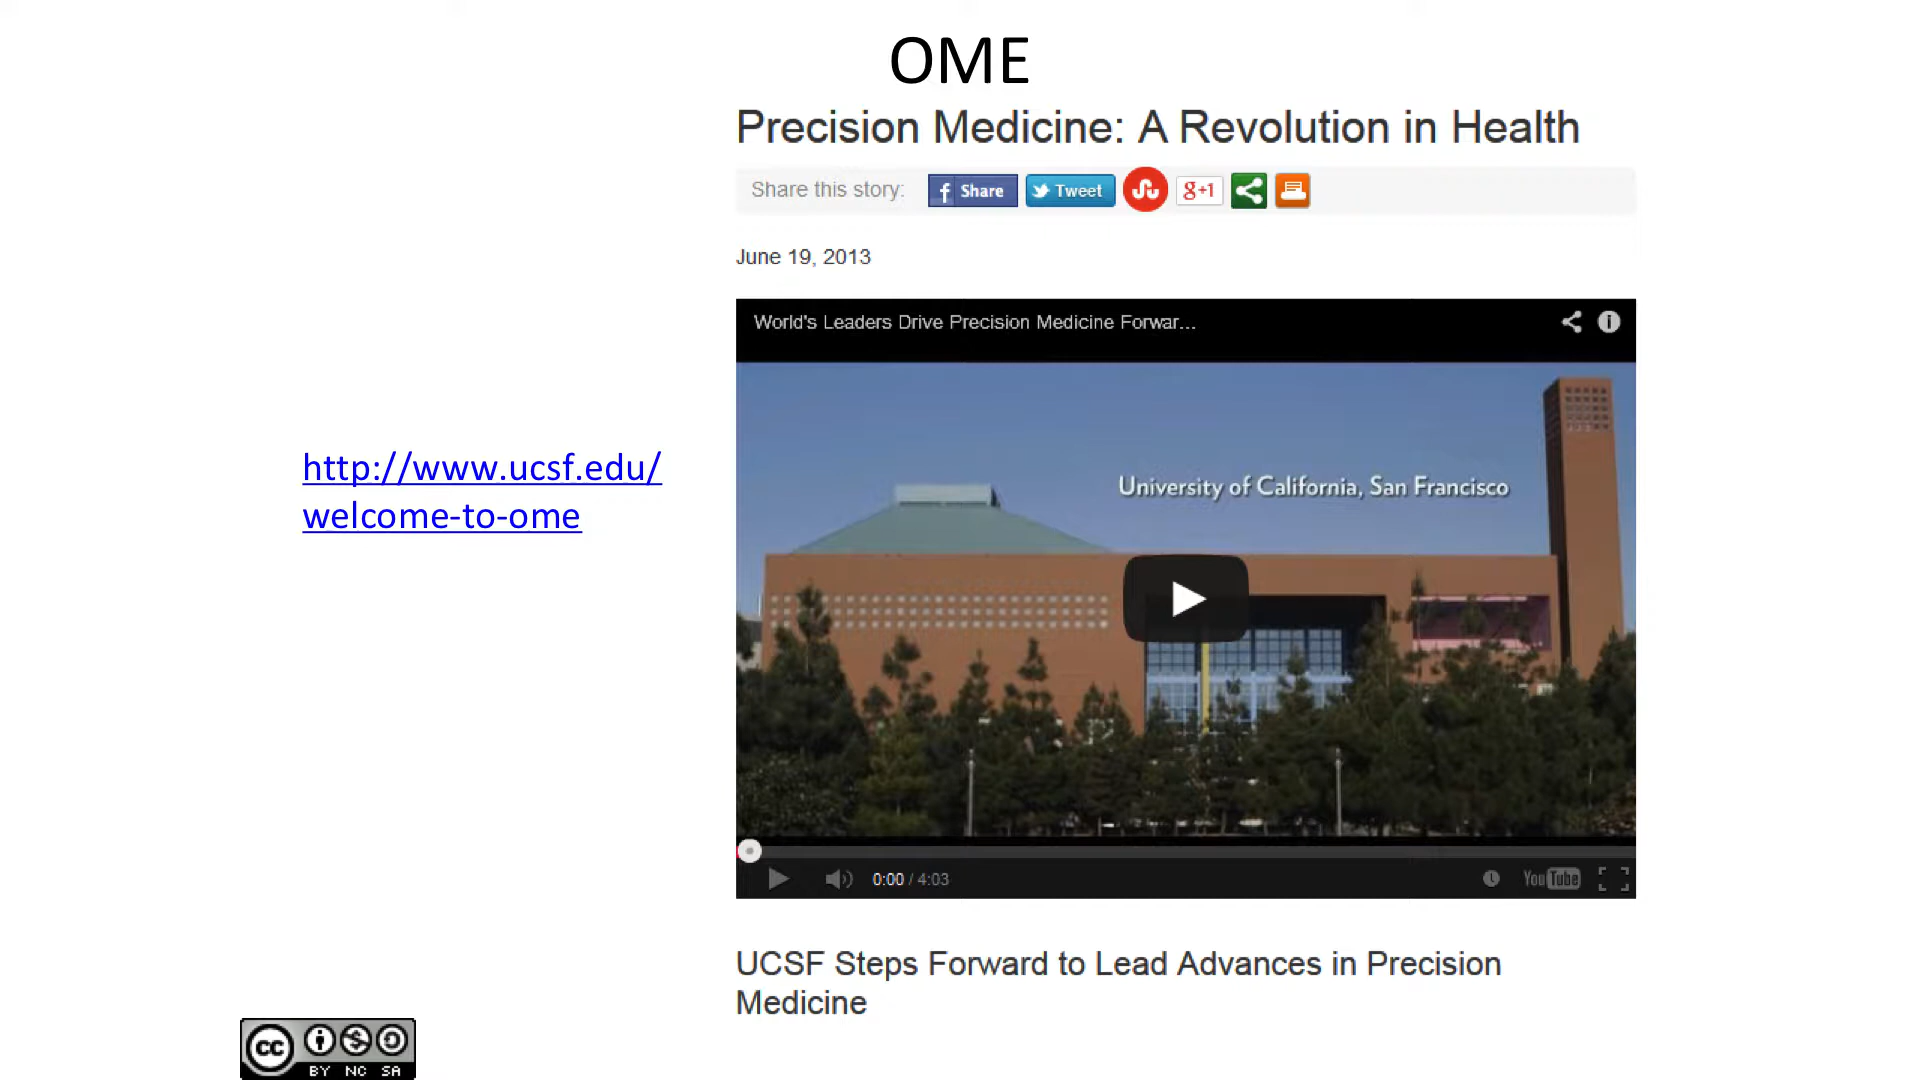 OME
Precision Medicine: A Revolution in Health
Share this story: f Share Tweet g+1
June 19, 2013
World's Leaders Drive Precision Medicine Forwar...
University of California, San Francisco
http://www.ucsf.edu/
welcome-to-ome
0:00 / 4:03 YouTube
UCSF Steps Forward to Lead Advances in Precision
Medicine
cc
BY NC SA